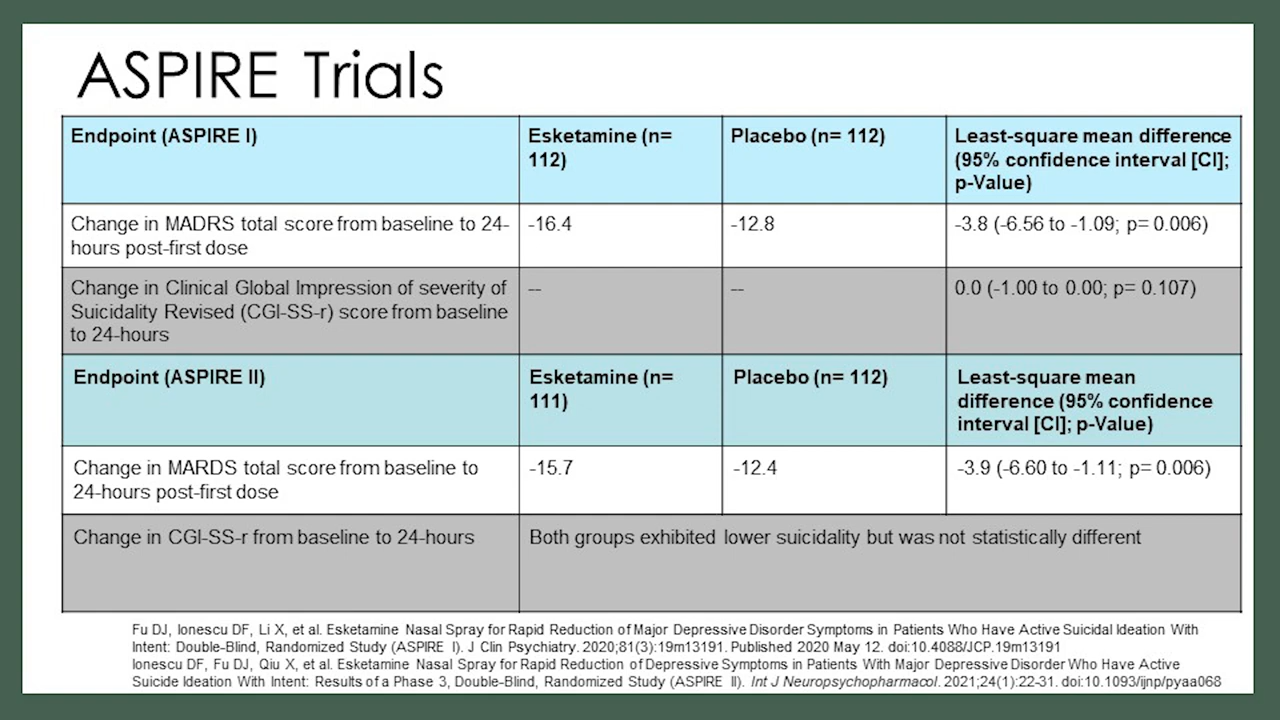 ASPIRE Trials
Endpoint (ASPIRE I)
Esketamine (n=
112)
Placebo (n= 112)
Least-square mean difference
(95% confidence interval [CI];
p-Value)
Change in MADRS total score from baseline to 24-
hours post-first dose
-16.4
-12.8
-3.8 (-6.56 to -1.09; p= 0.006)
Change in Clinical Global Impression of severity of
Suicidality Revised (CGI-SS-r) score from baseline
to 24-hours
--
--
0.0 (-1.00 to 0.00; p= 0.107)
Endpoint (ASPIRE II)
Esketamine (n=
111)
Placebo (n= 112)
Least-square mean
difference (95% confidence
interval [CI]; p-Value)
Change in MARDS total score from baseline to
24-hours post-first dose
-15.7
-12.4
-3.9 (-6.60 to -1.11; p= 0.006)
Change in CGI-SS-r from baseline to 24-hours
Both groups exhibited lower suicidality but was not statistically different
Fu DJ, Ionescu DF, Li X, et al. Esketamine Nasal Spray for Rapid Reduction of Major Depressive Disorder Symptoms in Patients Who Have Active Suicidal Ideation With
Intent: Double-Blind, Randomized Study (ASPIRE I). J Clin Psychiatry. 2020;81(3):19m13191. Published 2020 May 12. doi:10.4088/JCP.19m13191
Ionescu DF, Fu DJ, Qiu X, et al. Esketamine Nasal Spray for Rapid Reduction of Depressive Symptoms in Patients With Major Depressive Disorder Who Have Active
Suicide Ideation With Intent: Results of a Phase 3, Double-Blind, Randomized Study (ASPIRE II). Int J Neuropsychopharmacol. 2021;24(1):22-31. doi:10.1093/ijnp/pyaa068